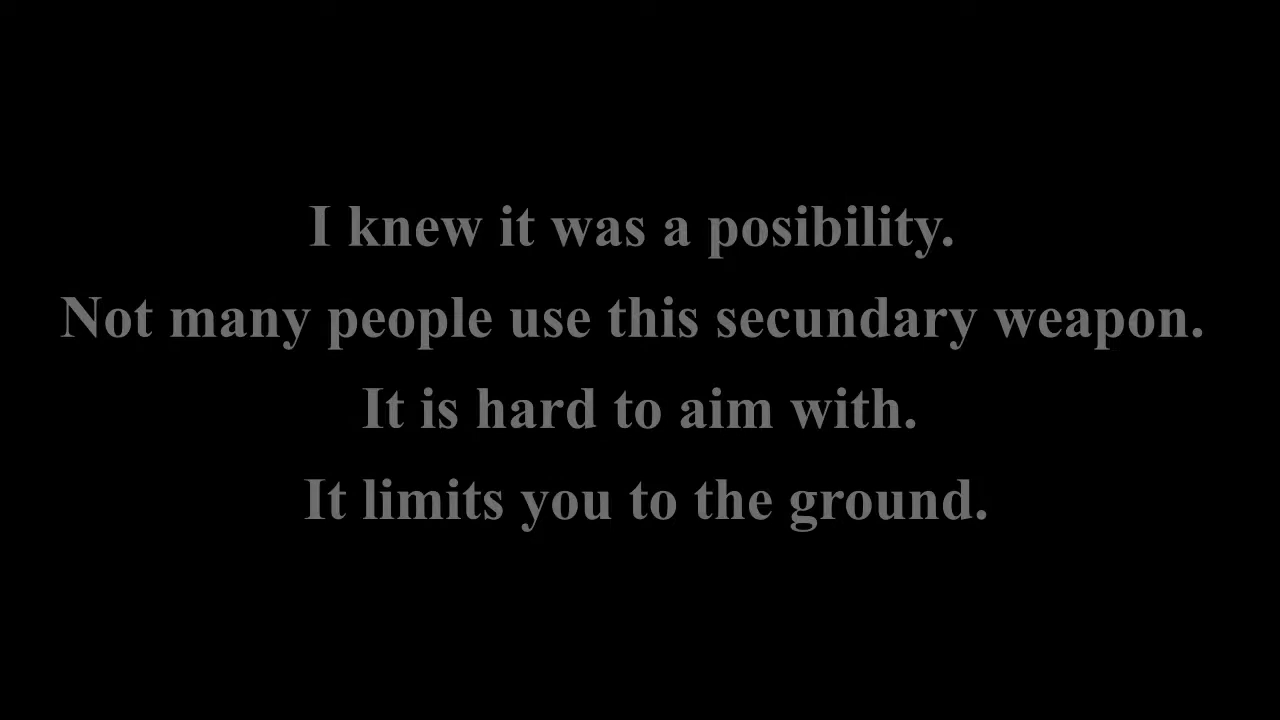 I knew it was a posibility.
Not many people use this secundary weapon.
It is hard to aim with.
It limits you to the ground.